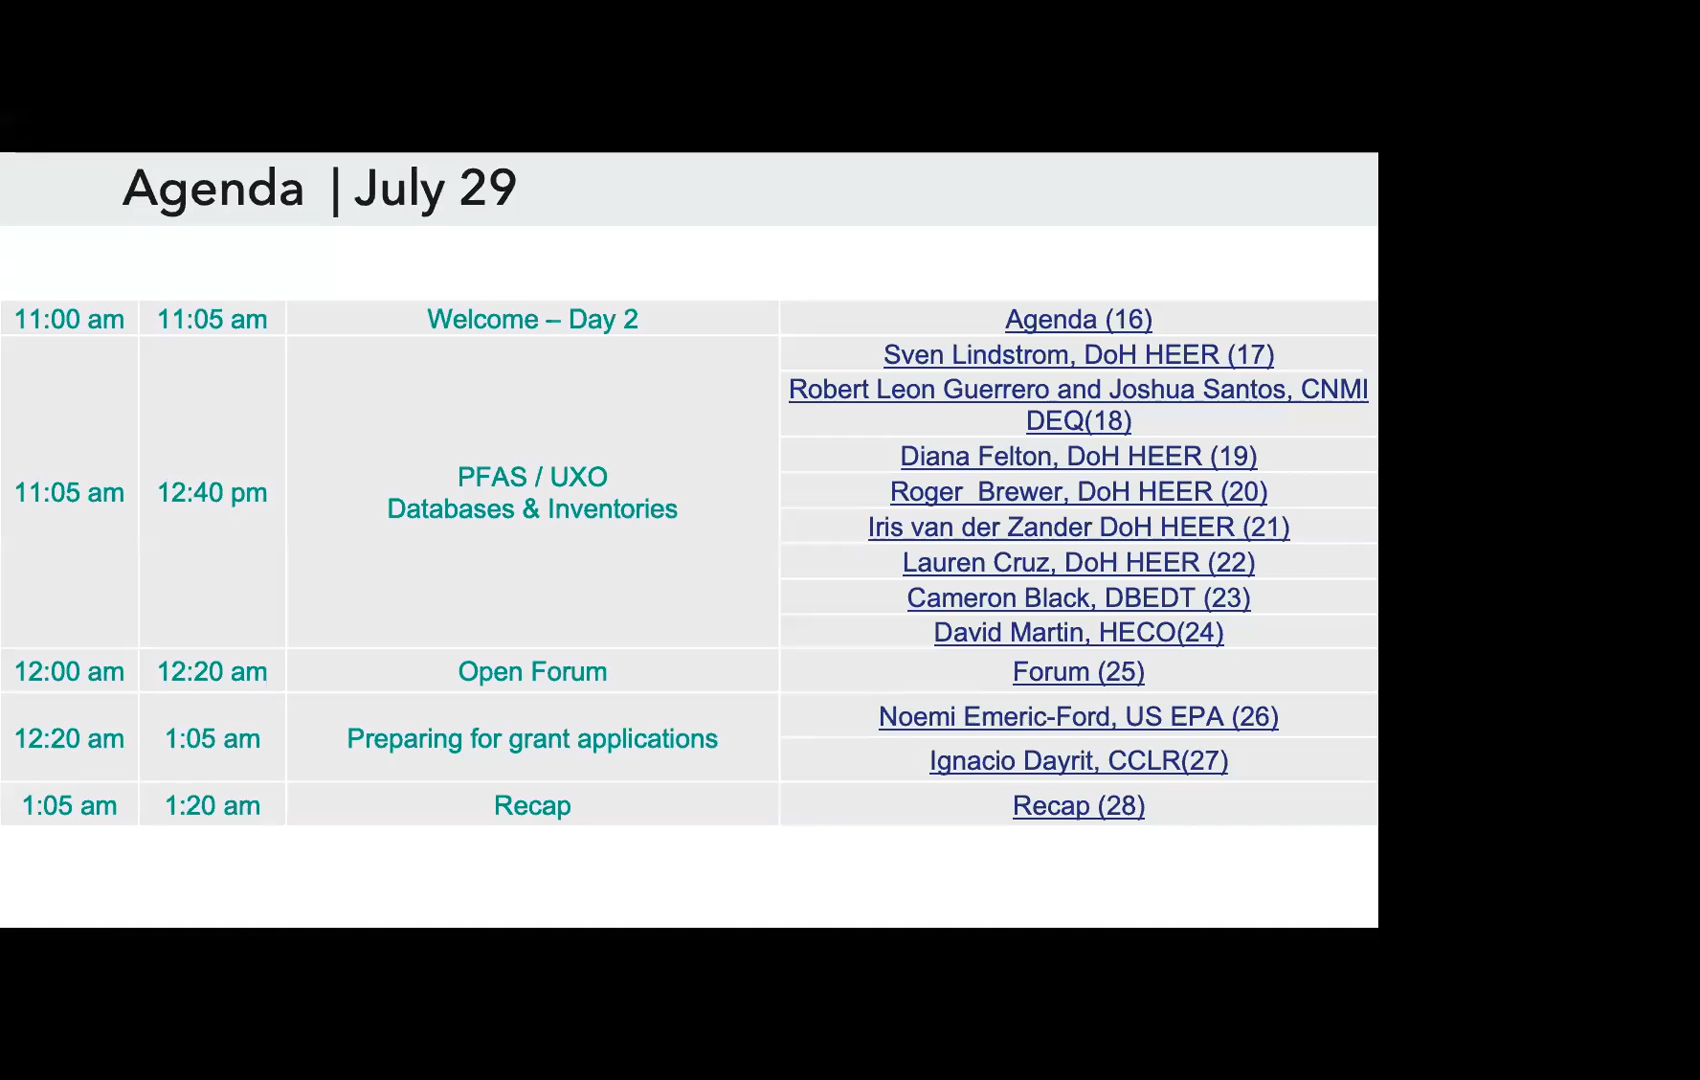 Agenda | July 29
11:00 am 11:05 am Welcome – Day 2 Agenda (16)
11:05 am 12:40 pm PFAS / UXO
Databases & Inventories
Sven Lindstrom, DoH HEER (17)
Robert Leon Guerrero and Joshua Santos, CNMI
DEQ(18)
Diana Felton, DoH HEER (19)
Roger  Brewer, DoH HEER (20)
Iris van der Zander DoH HEER (21)
Lauren Cruz, DoH HEER (22)
Cameron Black, DBEDT (23)
David Martin, HECO(24)
12:00 am 12:20 am Open Forum Forum (25)
12:20 am 1:05 am Preparing for grant applications
Noemi Emeric-Ford, US EPA (26)
Ignacio Dayrit, CCLR(27)
1:05 am 1:20 am Recap Recap (28)